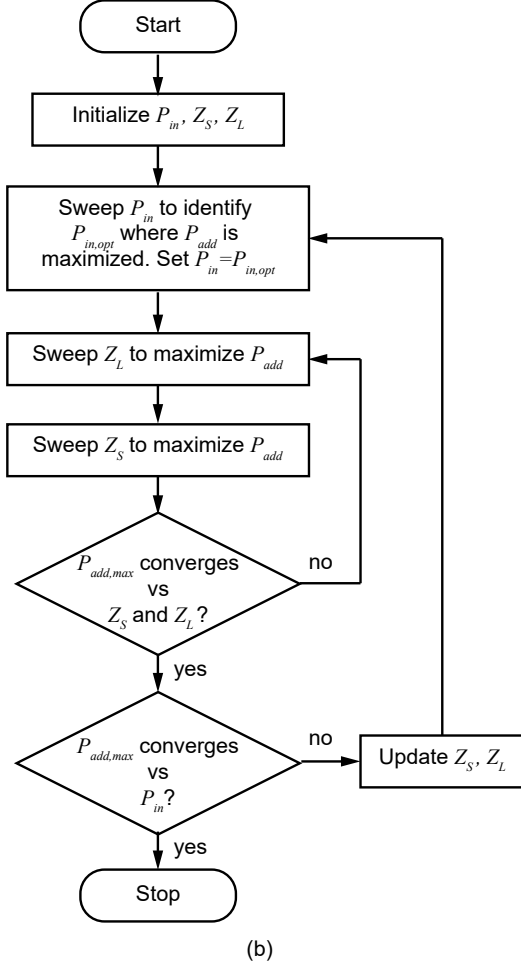 Start
Initialize P_in, Z_S, Z_L
Sweep P_in to identify
P_in,opt where P_add is
maximized. Set P_in=P_in,opt
Sweep Z_L to maximize P_add
Sweep Z_S to maximize P_add
P_add,max converges
vs
Z_S and Z_L?
no
yes
P_add,max converges
vs
P_in?
no
Update Z_S, Z_L
yes
Stop
(b)